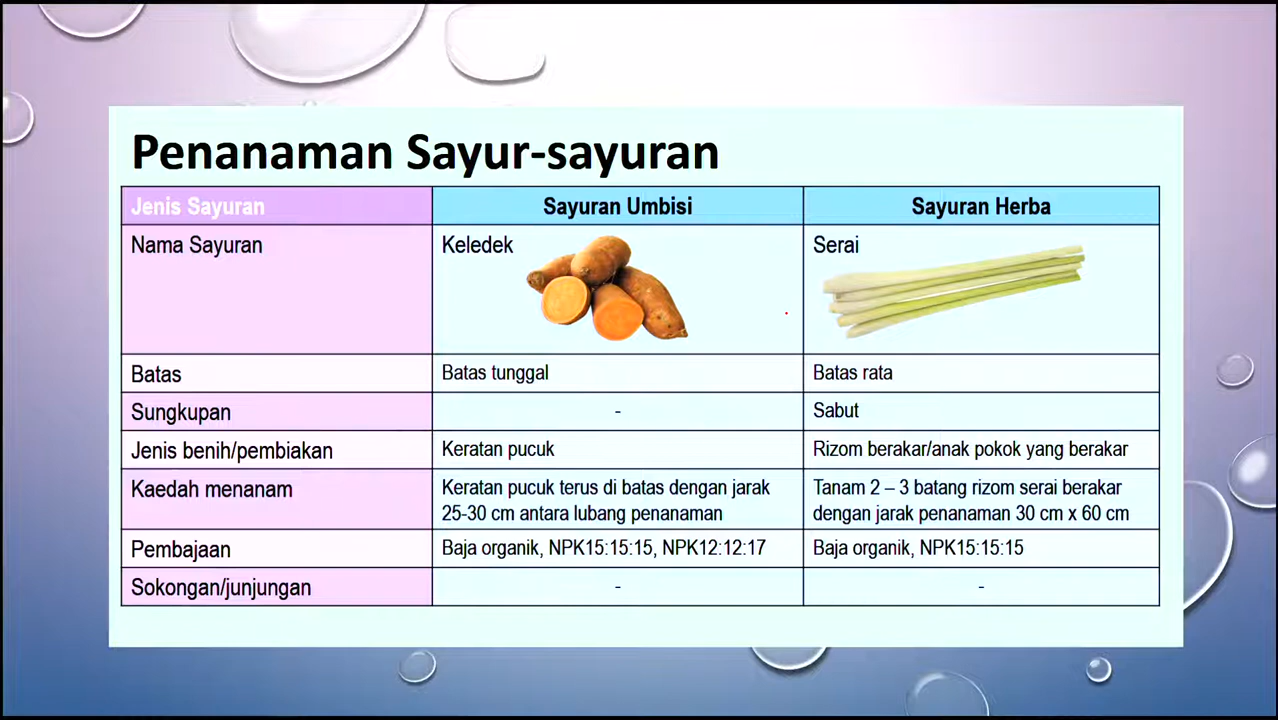 Penanaman Sayur-sayuran
Jenis Sayuran Sayuran Umbisi Sayuran Herba
Nama Sayuran Keledek Serai
Batas Batas tunggal Batas rata
Sungkupan - Sabut
Jenis benih/pembiakan Keratan pucuk Rizom berakar/anak pokok yang berakar
Kaedah menanam Keratan pucuk terus di batas dengan jarak Tanam 2 – 3 batang rizom serai berakar
25-30 cm antara lubang penanaman dengan jarak penanaman 30 cm x 60 cm
Pembajaan Baja organik, NPK15:15:15, NPK12:12:17 Baja organik, NPK15:15:15
Sokongan/junjungan - -